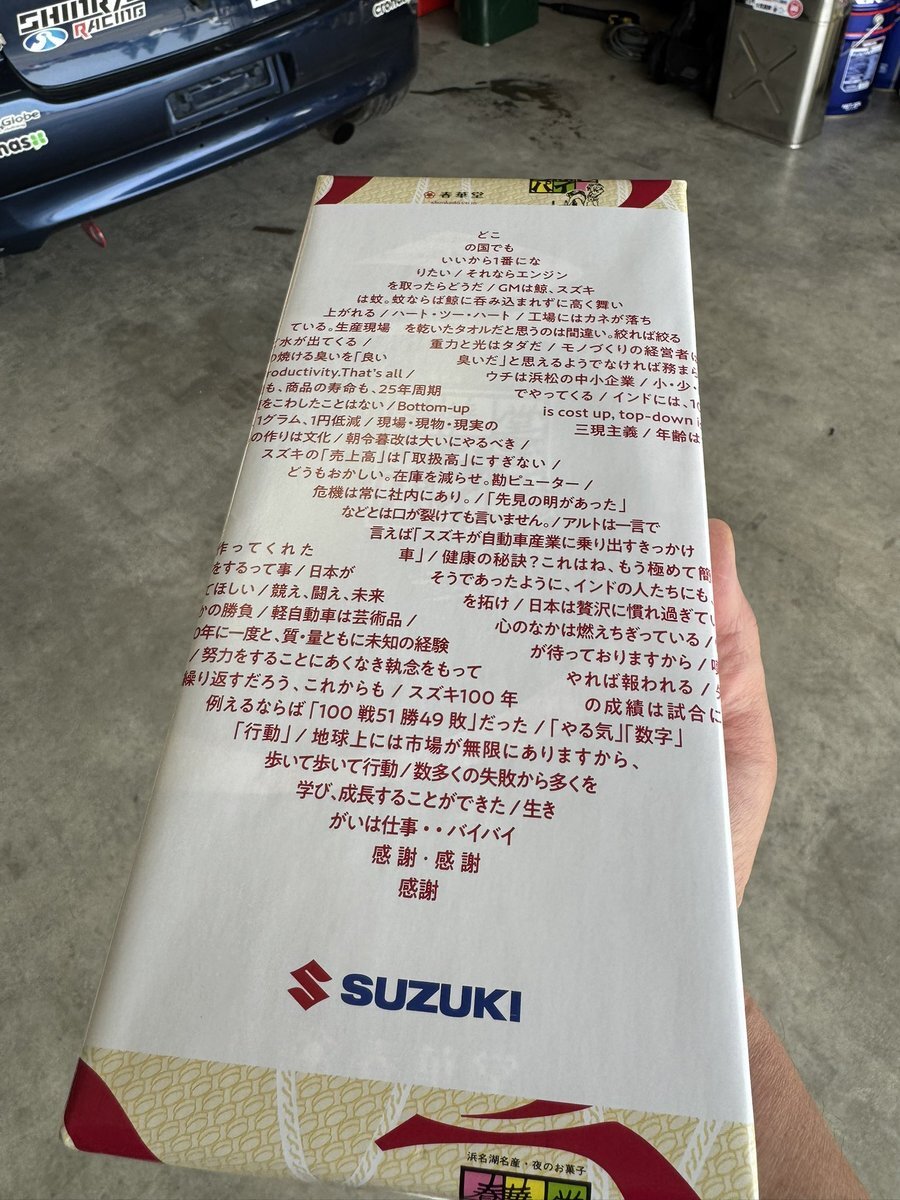 SHINRYO
RACING
Globe
nas
春華堂
どこ
の国でも
いいから1番にな
りたい / それならエンジン
を取ったらどうだ / GMは鯨、スズキ
は蚊。蚊ならば鯨に呑み込まれずに高く舞い
上がれる / ハート・ツー・ハート / 工場にはカネが落ち
ている。生産現場 を乾いたタオルだと思うのは間違い。絞れば絞る
水が出てくる / 重力と光はタダだ / モノづくりの経営者は
の焼ける臭いを「良い 臭いだ」と思えるようでなければ務まら
roductivity.That's all / ウチは浜松の中小企業 / 小・少・
も、商品の寿命も、25年周期 でやってくる / インドには、10
をこわしたことはない / Bottom-up is cost up, top-down is
1グラム、1円低減 / 現場・現物・現実の 三現主義 / 年齢は
の作りは文化 / 朝令暮改は大いにやるべき /
スズキの「売上高」は「取扱高」にすぎない /
どうもおかしい。在庫を減らせ。勘ピューター /
危機は常に社内にあり。/「先見の明があった」
などとは口が裂けても言いません。/ アルトは一言で
言えば「スズキが自動車産業に乗り出すきっかけ
作ってくれた 車」/ 健康の秘訣?これはね、もう極めて簡
をするって事 / 日本が そうであったように、インドの人たちにも
てほしい / 競え、闘え、未来 を拓け / 日本は贅沢に慣れ過ぎてい
かの勝負 / 軽自動車は芸術品 / 心のなかは燃えちぎっている /
0年に一度と、質・量ともに未知の経験 が待っておりますから /
/ 努力をすることにあくなき執念をもって やれば報われる /
繰り返すだろう、これからも / スズキ100 年 の成績は試合に
例えるならば「100 戦51 勝49 敗」だった /「やる気」「数字」
「行動」/ 地球上には市場が無限にありますから、
歩いて歩いて行動 / 数多くの失敗から多くを
学び、成長することができた / 生き
がいは仕事・・バイバイ
感謝・感謝
感謝
SUZUKI
浜名湖名産・夜のお菓子
春華堂